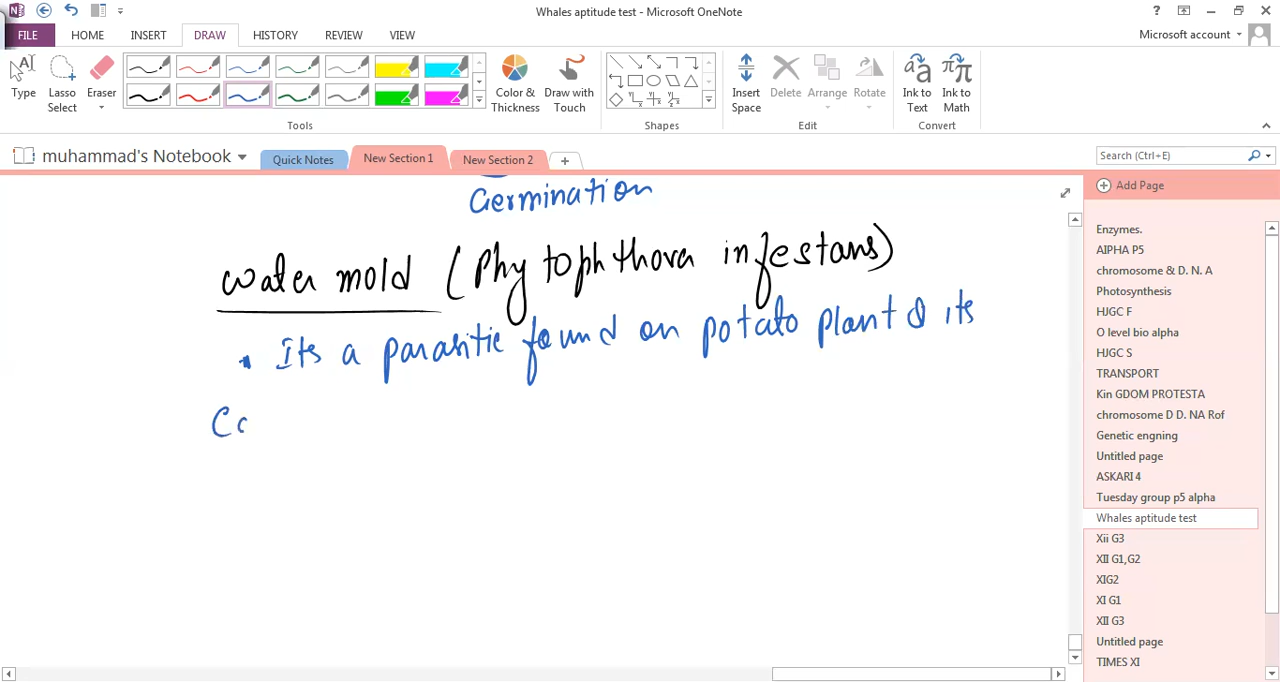 Whales aptitude test - Microsoft OneNote
FILE HOME INSERT DRAW HISTORY REVIEW VIEW
Microsoft account
Type
Lasso Select
Eraser
Color & Thickness
Draw with Touch
Insert Space
Delete
Arrange
Rotate
Ink to Text
Ink to Math
Tools
Shapes
Edit
Convert
muhammad's Notebook
Quick Notes
New Section 1
New Section 2
Search (Ctrl+E)
Germination
water mold (Phytophthora infestans)
• Its a parasitic found on potato plant & its
Ca
Add Page
Enzymes.
AlPHA P5
chromosome & D. N. A
Photosynthesis
HJGC F
O level bio alpha
HJGC S
TRANSPORT
Kin GDOM PROTESTA
chromosome D D. NA Rof
Genetic engning
Untitled page
ASKARI 4
Tuesday group p5 alpha
Whales aptitude test
Xii G3
XII G1,G2
XIG2
XI G1
XII G3
Untitled page
TIMES XI